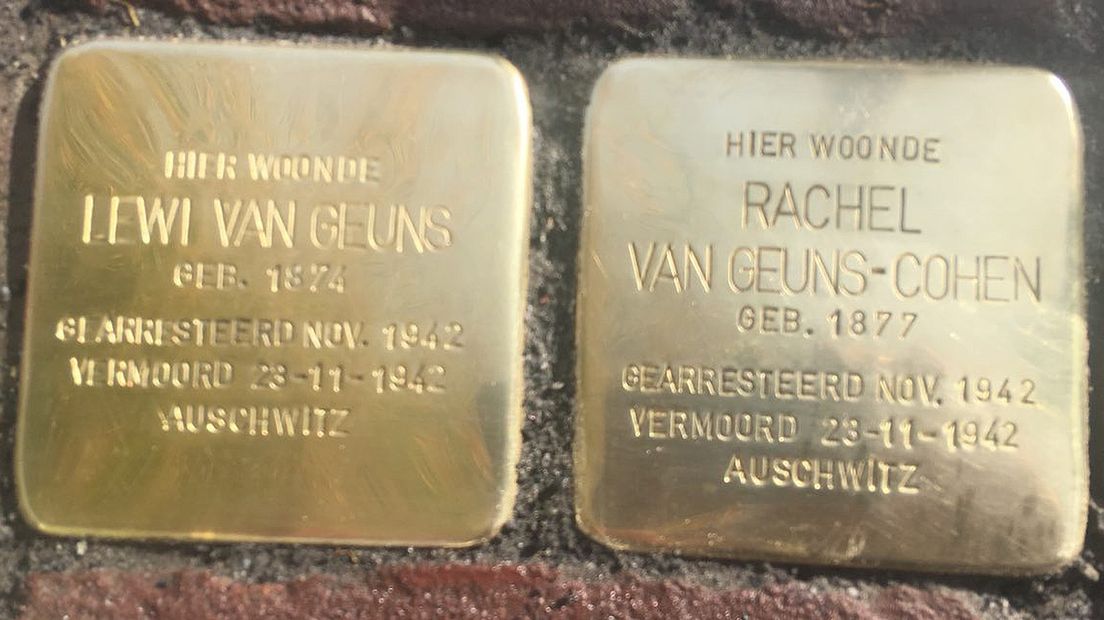 HIER WOONDE
LEWI VAN GEUNS
GEB. 1874
GEARRESTEERD NOV. 1942
VERMOORD 23-11-1942
AUSCHWITZ
HIER WOONDE
RACHEL
VAN GEUNS-COHEN
GEB. 1877
GEARRESTEERD NOV. 1942
VERMOORD 23-11-1942
AUSCHWITZ